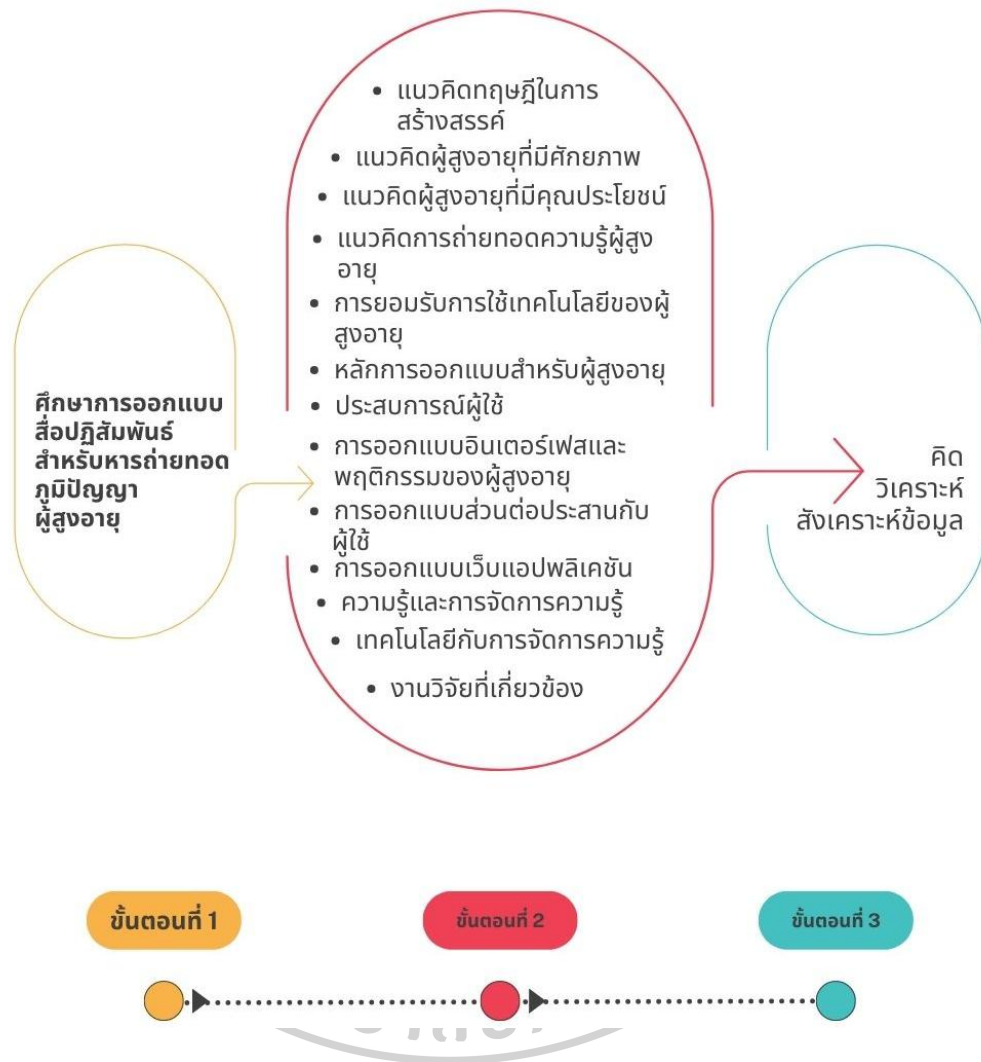 แนวคิดทฤษฎีในการ
สร้างสรรค์
แนวคิดผู้สูงอายุที่มีศักยภาพ
แนวคิดผู้สูงอายุที่มีคุณประโยชน์
แนวคิดการถ่ายทอดความรู้ผู้สูง
อายุ
การยอมรับการใช้เทคโนโลยีของผู้
สูงอายุ
หลักการออกแบบสำหรับผู้สูงอายุ
ประสบการณ์ผู้ใช้
การออกแบบอินเตอร์เฟสและ
พฤติกรรมของผู้สูงอายุ
การออกแบบส่วนต่อประสานกับ
ผู้ใช้
การออกแบบเว็บแอปพลิเคชัน
ความรู้และการจัดการความรู้
เทคโนโลยีกับการจัดการความรู้
งานวิจัยที่เกี่ยวข้อง
ศึกษาการออกแบบ
สื่อปฏิสัมพันธ์
สำหรับหารถ่ายทอด
ภูมิปัญญา
ผู้สูงอายุ
คิด
วิเคราะห์
สังเคราะห์ข้อมูล
ขั้นตอนที่ 1
ขั้นตอนที่ 2
ขั้นตอนที่ 3